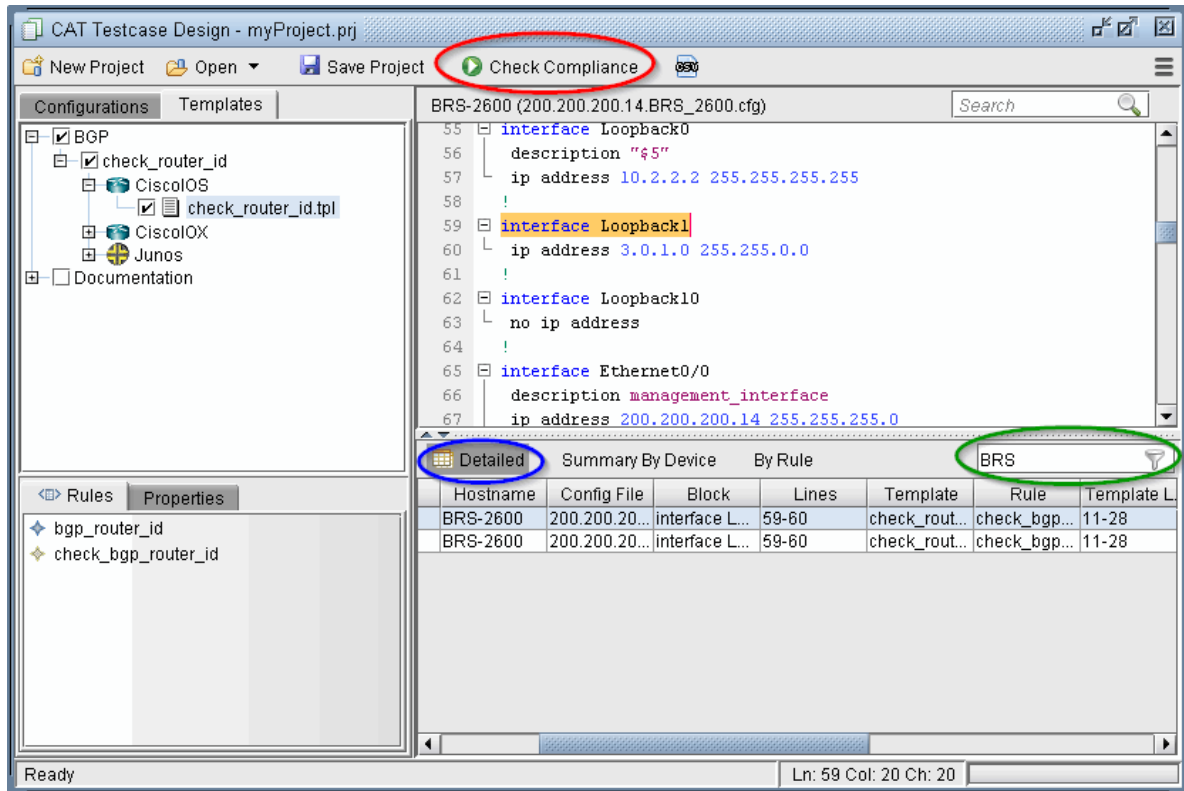 CAT Testcase Design - myProject.prj
New Project Open Save Project Check Compliance
Configurations Templates
BGP
check_router_id
CiscoIOS
check_router_id.tpl
CiscoIOX
Junos
Documentation
Rules Properties
bgp_router_id
check_bgp_router_id
BRS-2600 (200.200.200.14.BRS_2600.cfg) Search
55 interface Loopback0
56 description "$5"
57 ip address 10.2.2.2 255.255.255.255
58 !
59 interface Loopback1
60 ip address 3.0.1.0 255.255.0.0
61 !
62 interface Loopback10
63 no ip address
64 !
65 interface Ethernet0/0
66 description management_interface
67 ip address 200.200.200.14 255.255.255.0
Detailed Summary By Device By Rule BRS
Hostname Config File Block Lines Template Rule Template L.
BRS-2600 200.200.20... interface L... 59-60 check_rout... check_bgp... 11-28
BRS-2600 200.200.20... interface L... 59-60 check_rout... check_bgp... 11-28
Ready Ln: 59 Col: 20 Ch: 20